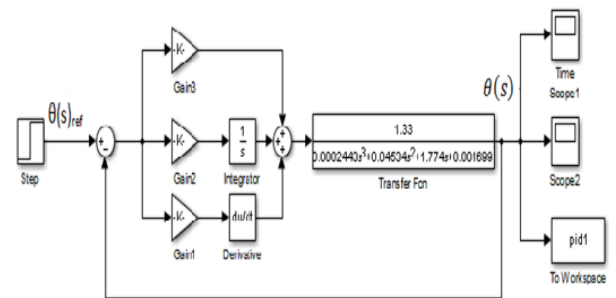 θ(s)ref
Step
-K-
Gain3
-K-
Gain2
1
s
Integrator
-K-
Gain1
du/dt
Derivative
1.33
0.0002440s³+0.04504s²+1.774s+0.001699
Transfer Fcn
θ(s)
Time
Scope1
Scope2
pid1
To Workspace